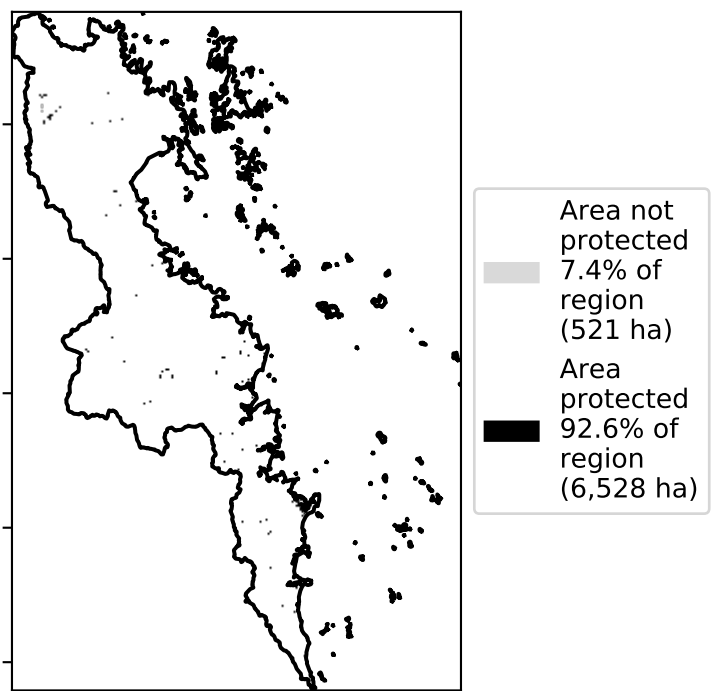 Area not
protected
7.4% of
region
(521 ha)
Area
protected
92.6% of
region
(6,528 ha)